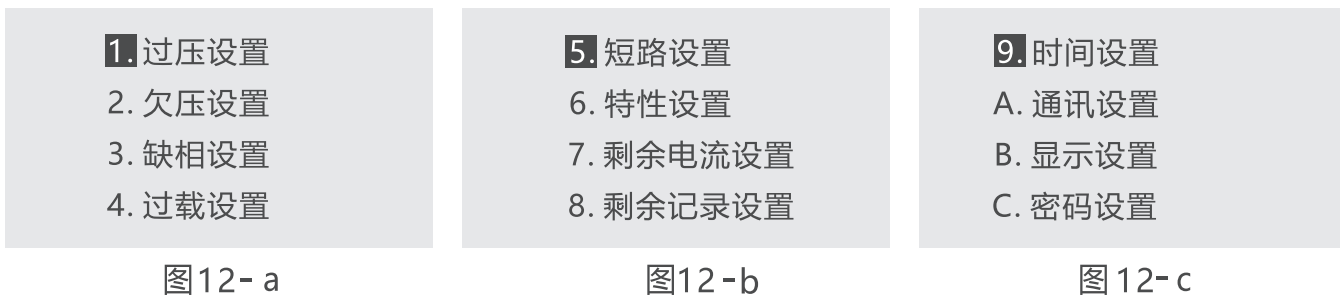 1. 过压设置
2. 欠压设置
3. 缺相设置
4. 过载设置
图12- a
5. 短路设置
6. 特性设置
7. 剩余电流设置
8. 剩余记录设置
图12 -b
9. 时间设置
A. 通讯设置
B. 显示设置
C. 密码设置
图 12- c